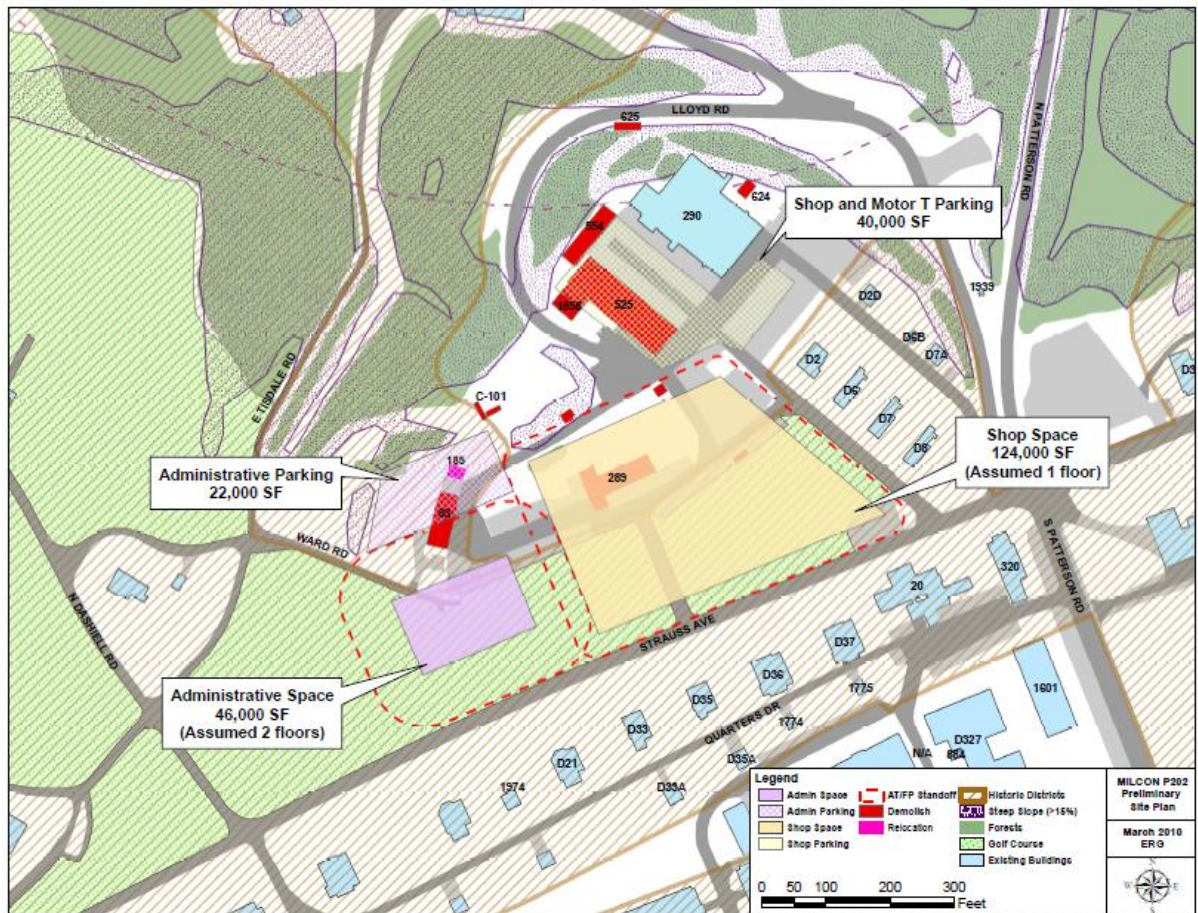 LLOYD RD
N PATTERSON RD
625
624
290
554
525
Shop and Motor T Parking
40,000 SF
D2D
1939
D6B
D7A
D2
D6
D7
D8
D3
E TISDALE RD
C-101
185
Administrative Parking
22,000 SF
289
Shop Space
124,000 SF
(Assumed 1 floor)
WARD RD
N DASHIELL RD
S PATTERSON RD
STRAUSS AVE
20
320
Administrative Space
46,000 SF
(Assumed 2 floors)
D37
D36
D35
D33
D21
1775
1774
1601
QUARTERS DR
D35A
D33A
1974
N/A
D327
884
Legend
Admin Space
Admin Parking
Shop Space
Shop Parking
AT/FP Standoff
Demolish
Relocation
Historic Districts
Steep Slope (>15%)
Forests
Golf Course
Existing Buildings
0 50 100 200 300
Feet
MILCON P202
Preliminary
Site Plan
March 2010
ERG
N
W E
S